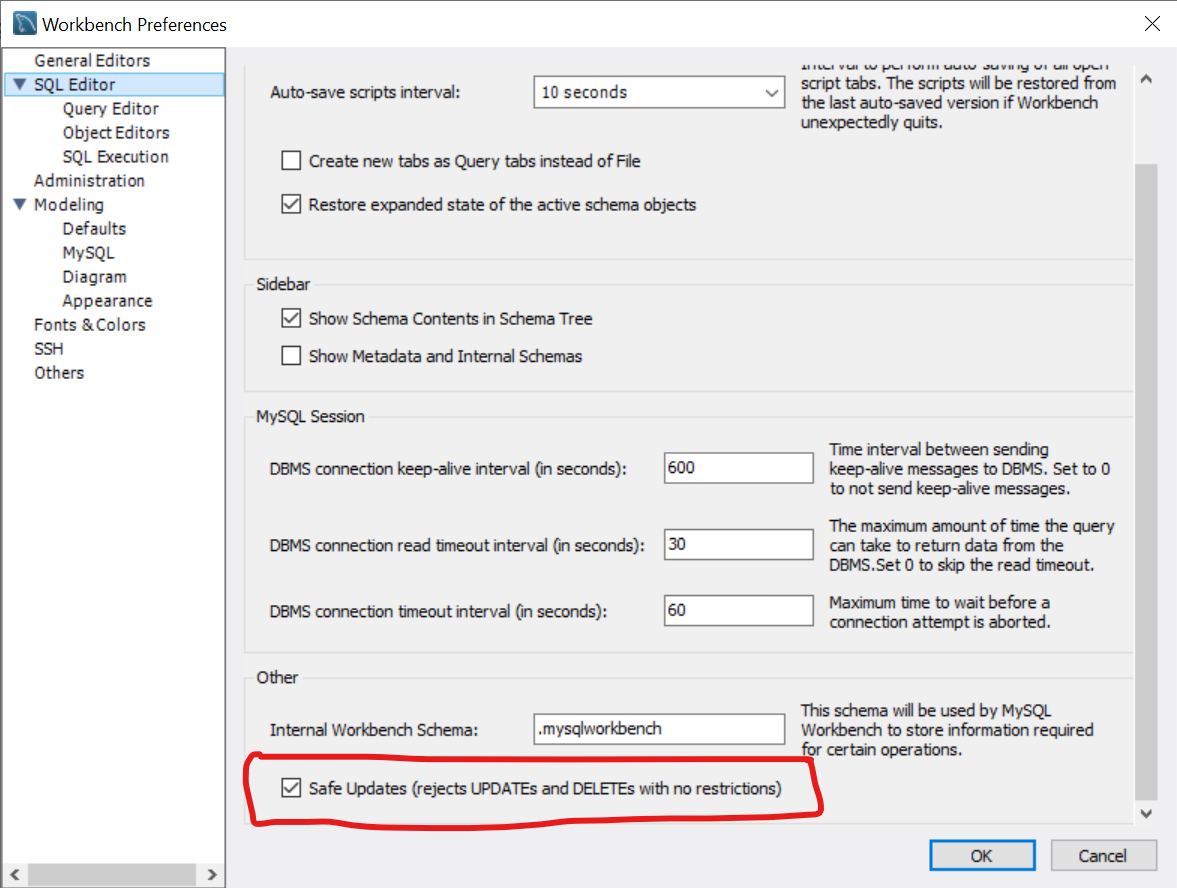 Workbench Preferences
General Editors
SQL Editor
Query Editor
Object Editors
SQL Execution
Administration
Modeling
Defaults
MySQL
Diagram
Appearance
Fonts & Colors
SSH
Others
Auto-save scripts interval:
10 seconds
Interval to perform auto-saving of all open
script tabs. The scripts will be restored from
the last auto-saved version if Workbench
unexpectedly quits.
Create new tabs as Query tabs instead of File
Restore expanded state of the active schema objects
Sidebar
Show Schema Contents in Schema Tree
Show Metadata and Internal Schemas
MySQL Session
DBMS connection keep-alive interval (in seconds):
600
Time interval between sending
keep-alive messages to DBMS. Set to 0
to not send keep-alive messages.
DBMS connection read timeout interval (in seconds):
30
The maximum amount of time the query
can take to return data from the
DBMS.Set 0 to skip the read timeout.
DBMS connection timeout interval (in seconds):
60
Maximum time to wait before a
connection attempt is aborted.
Other
Internal Workbench Schema:
.mysqlworkbench
This schema will be used by MySQL
Workbench to store information required
for certain operations.
Safe Updates (rejects UPDATEs and DELETEs with no restrictions)
OK
Cancel